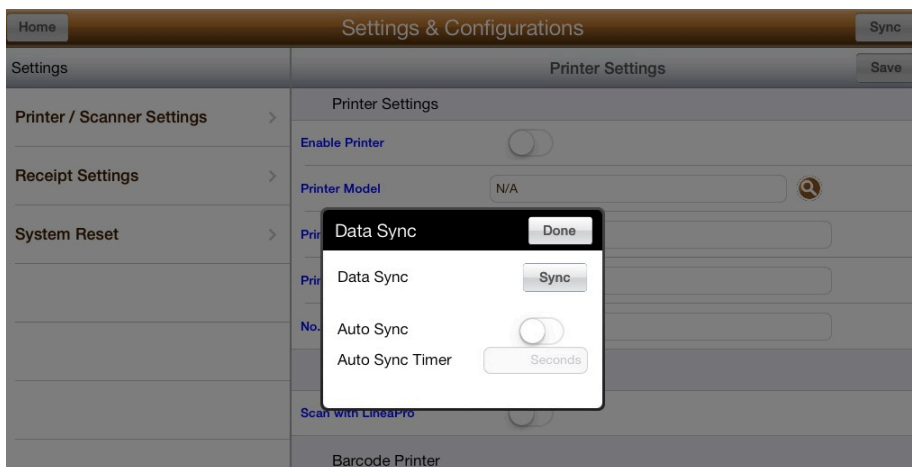 Home
Settings & Configurations
Sync
Settings
Printer Settings
Save
Printer / Scanner Settings
Receipt Settings
System Reset
Printer Settings
Enable Printer
Printer Model
N/A
Data Sync
Done
Data Sync
Sync
Auto Sync
Auto Sync Timer
Seconds
No.
Scan with LineaPro
Barcode Printer